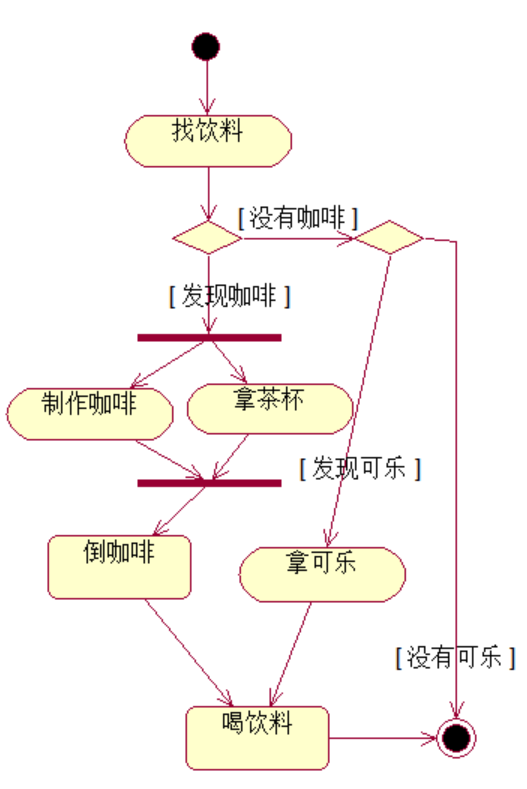 找饮料
[ 没有咖啡 ]
[ 发现咖啡 ]
制作咖啡
拿茶杯
[ 发现可乐 ]
倒咖啡
拿可乐
[ 没有可乐 ]
喝饮料